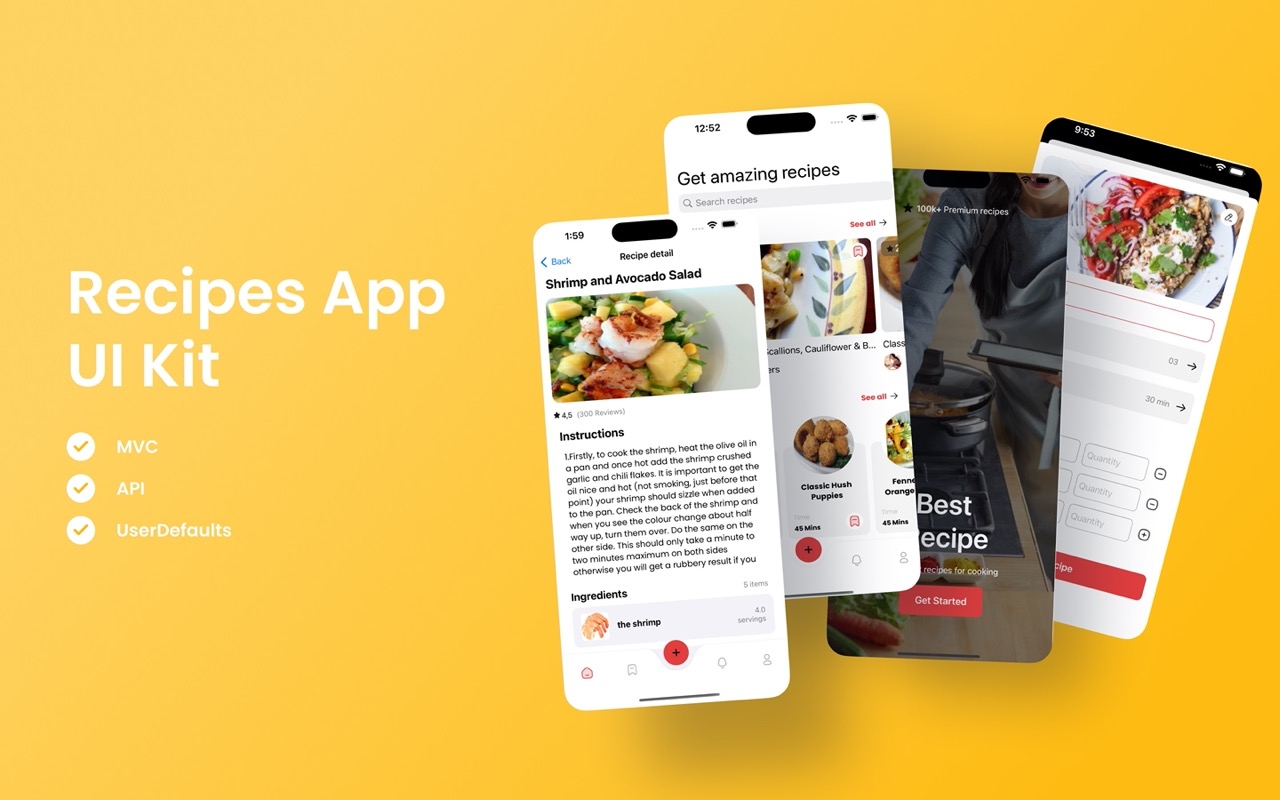 Recipes App
UI Kit
MVC
API
UserDefaults
1:59
Back
Recipe detail
Shrimp and Avocado Salad
4,5 (300 Reviews)
Instructions
1.Firstly, to cook the shrimp, heat the olive oil in
a pan and once hot add the shrimp crushed
garlic and chili flakes. It is important to get the
oil nice and hot (not smoking, just before that
point) your shrimp should sizzle when added
to the pan. Check the back of the shrimp and
when you see the colour change about half
way up, turn them over. Do the same on the
other side. This should only take a minute to
two minutes maximum on both sides
otherwise you will get a rubbery result if you
Ingredients
5 items
the shrimp
4.0
servings
12:52
Get amazing recipes
Search recipes
See all
Scallions, Cauliflower & B...
Class
ers
See all
Classic Hush
Puppies
Fenne
Orange
Time
45 Mins
45 Mins
100k+ Premium recipes
Best
ecipe
recipes for cooking
Get Started
9:53
03
30 min
Quantity
Quantity
Quantity
cipe